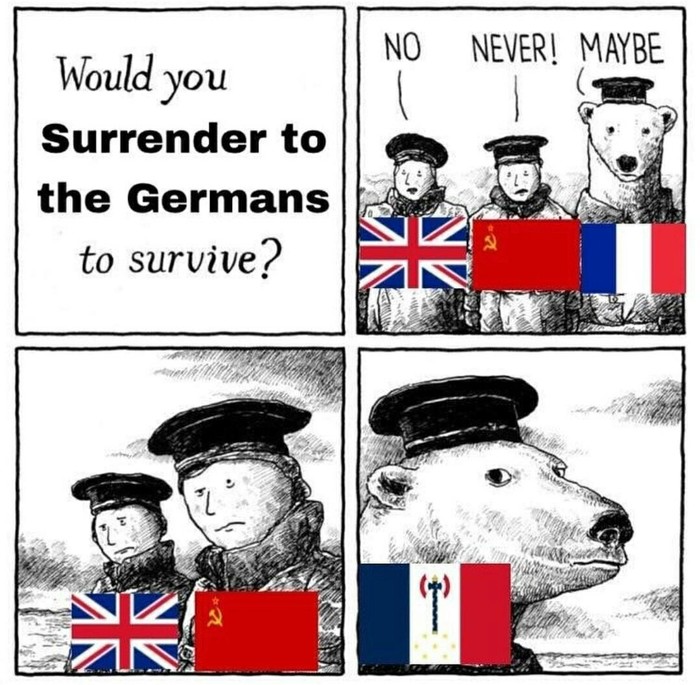 Would you
Surrender to
the Germans
to survive?
NO
NEVER!
MAYBE